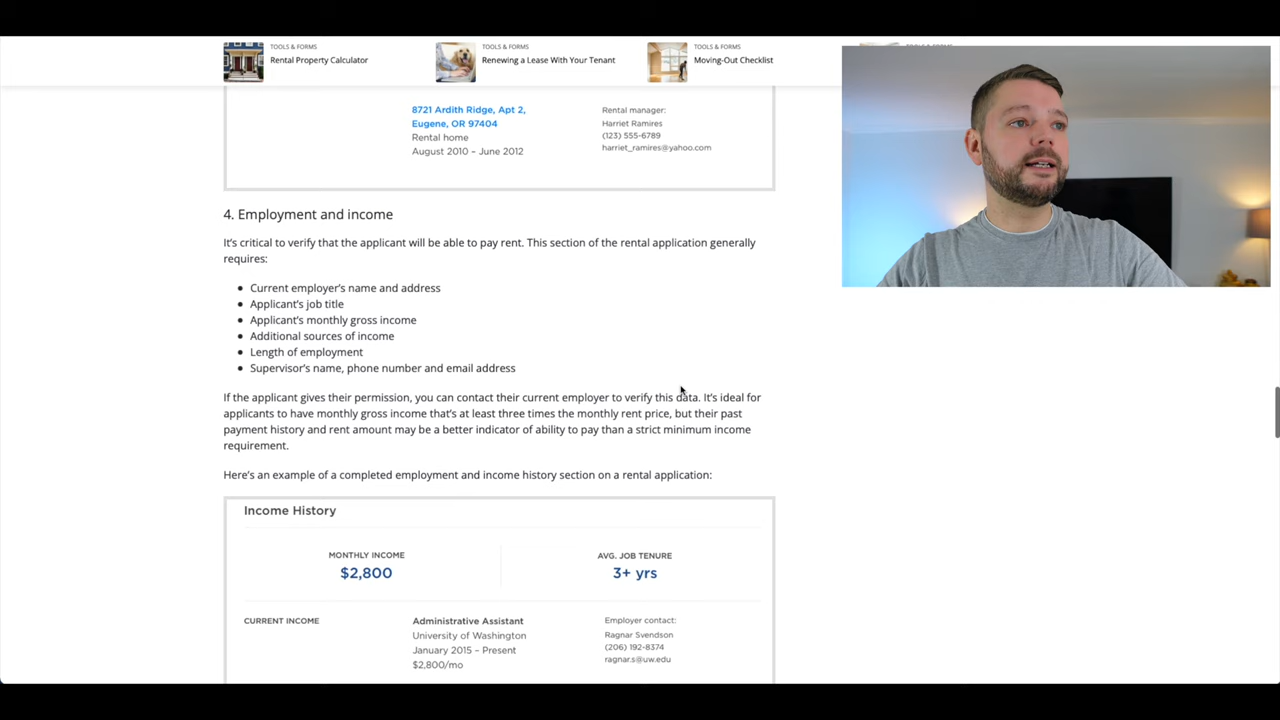 TOOLS & FORMS
Rental Property Calculator
TOOLS & FORMS
Renewing a Lease With Your Tenant
TOOLS & FORMS
Moving-Out Checklist
8721 Ardith Ridge, Apt 2,
Eugene, OR 97404
Rental home
August 2010 – June 2012
Rental manager:
Harriet Ramires
(123) 555-6789
harriet_ramires@yahoo.com
4. Employment and income
It’s critical to verify that the applicant will be able to pay rent. This section of the rental application generally
requires:
Current employer’s name and address
Applicant’s job title
Applicant’s monthly gross income
Additional sources of income
Length of employment
Supervisor’s name, phone number and email address
If the applicant gives their permission, you can contact their current employer to verify this data. It’s ideal for
applicants to have monthly gross income that’s at least three times the monthly rent price, but their past
payment history and rent amount may be a better indicator of ability to pay than a strict minimum income
requirement.
Here’s an example of a completed employment and income history section on a rental application:
Income History
MONTHLY INCOME
$2,800
AVG. JOB TENURE
3+ yrs
CURRENT INCOME
Administrative Assistant
University of Washington
January 2015 – Present
$2,800/mo
Employer contact:
Ragnar Svendson
(206) 192-8374
ragnar.s@uw.edu